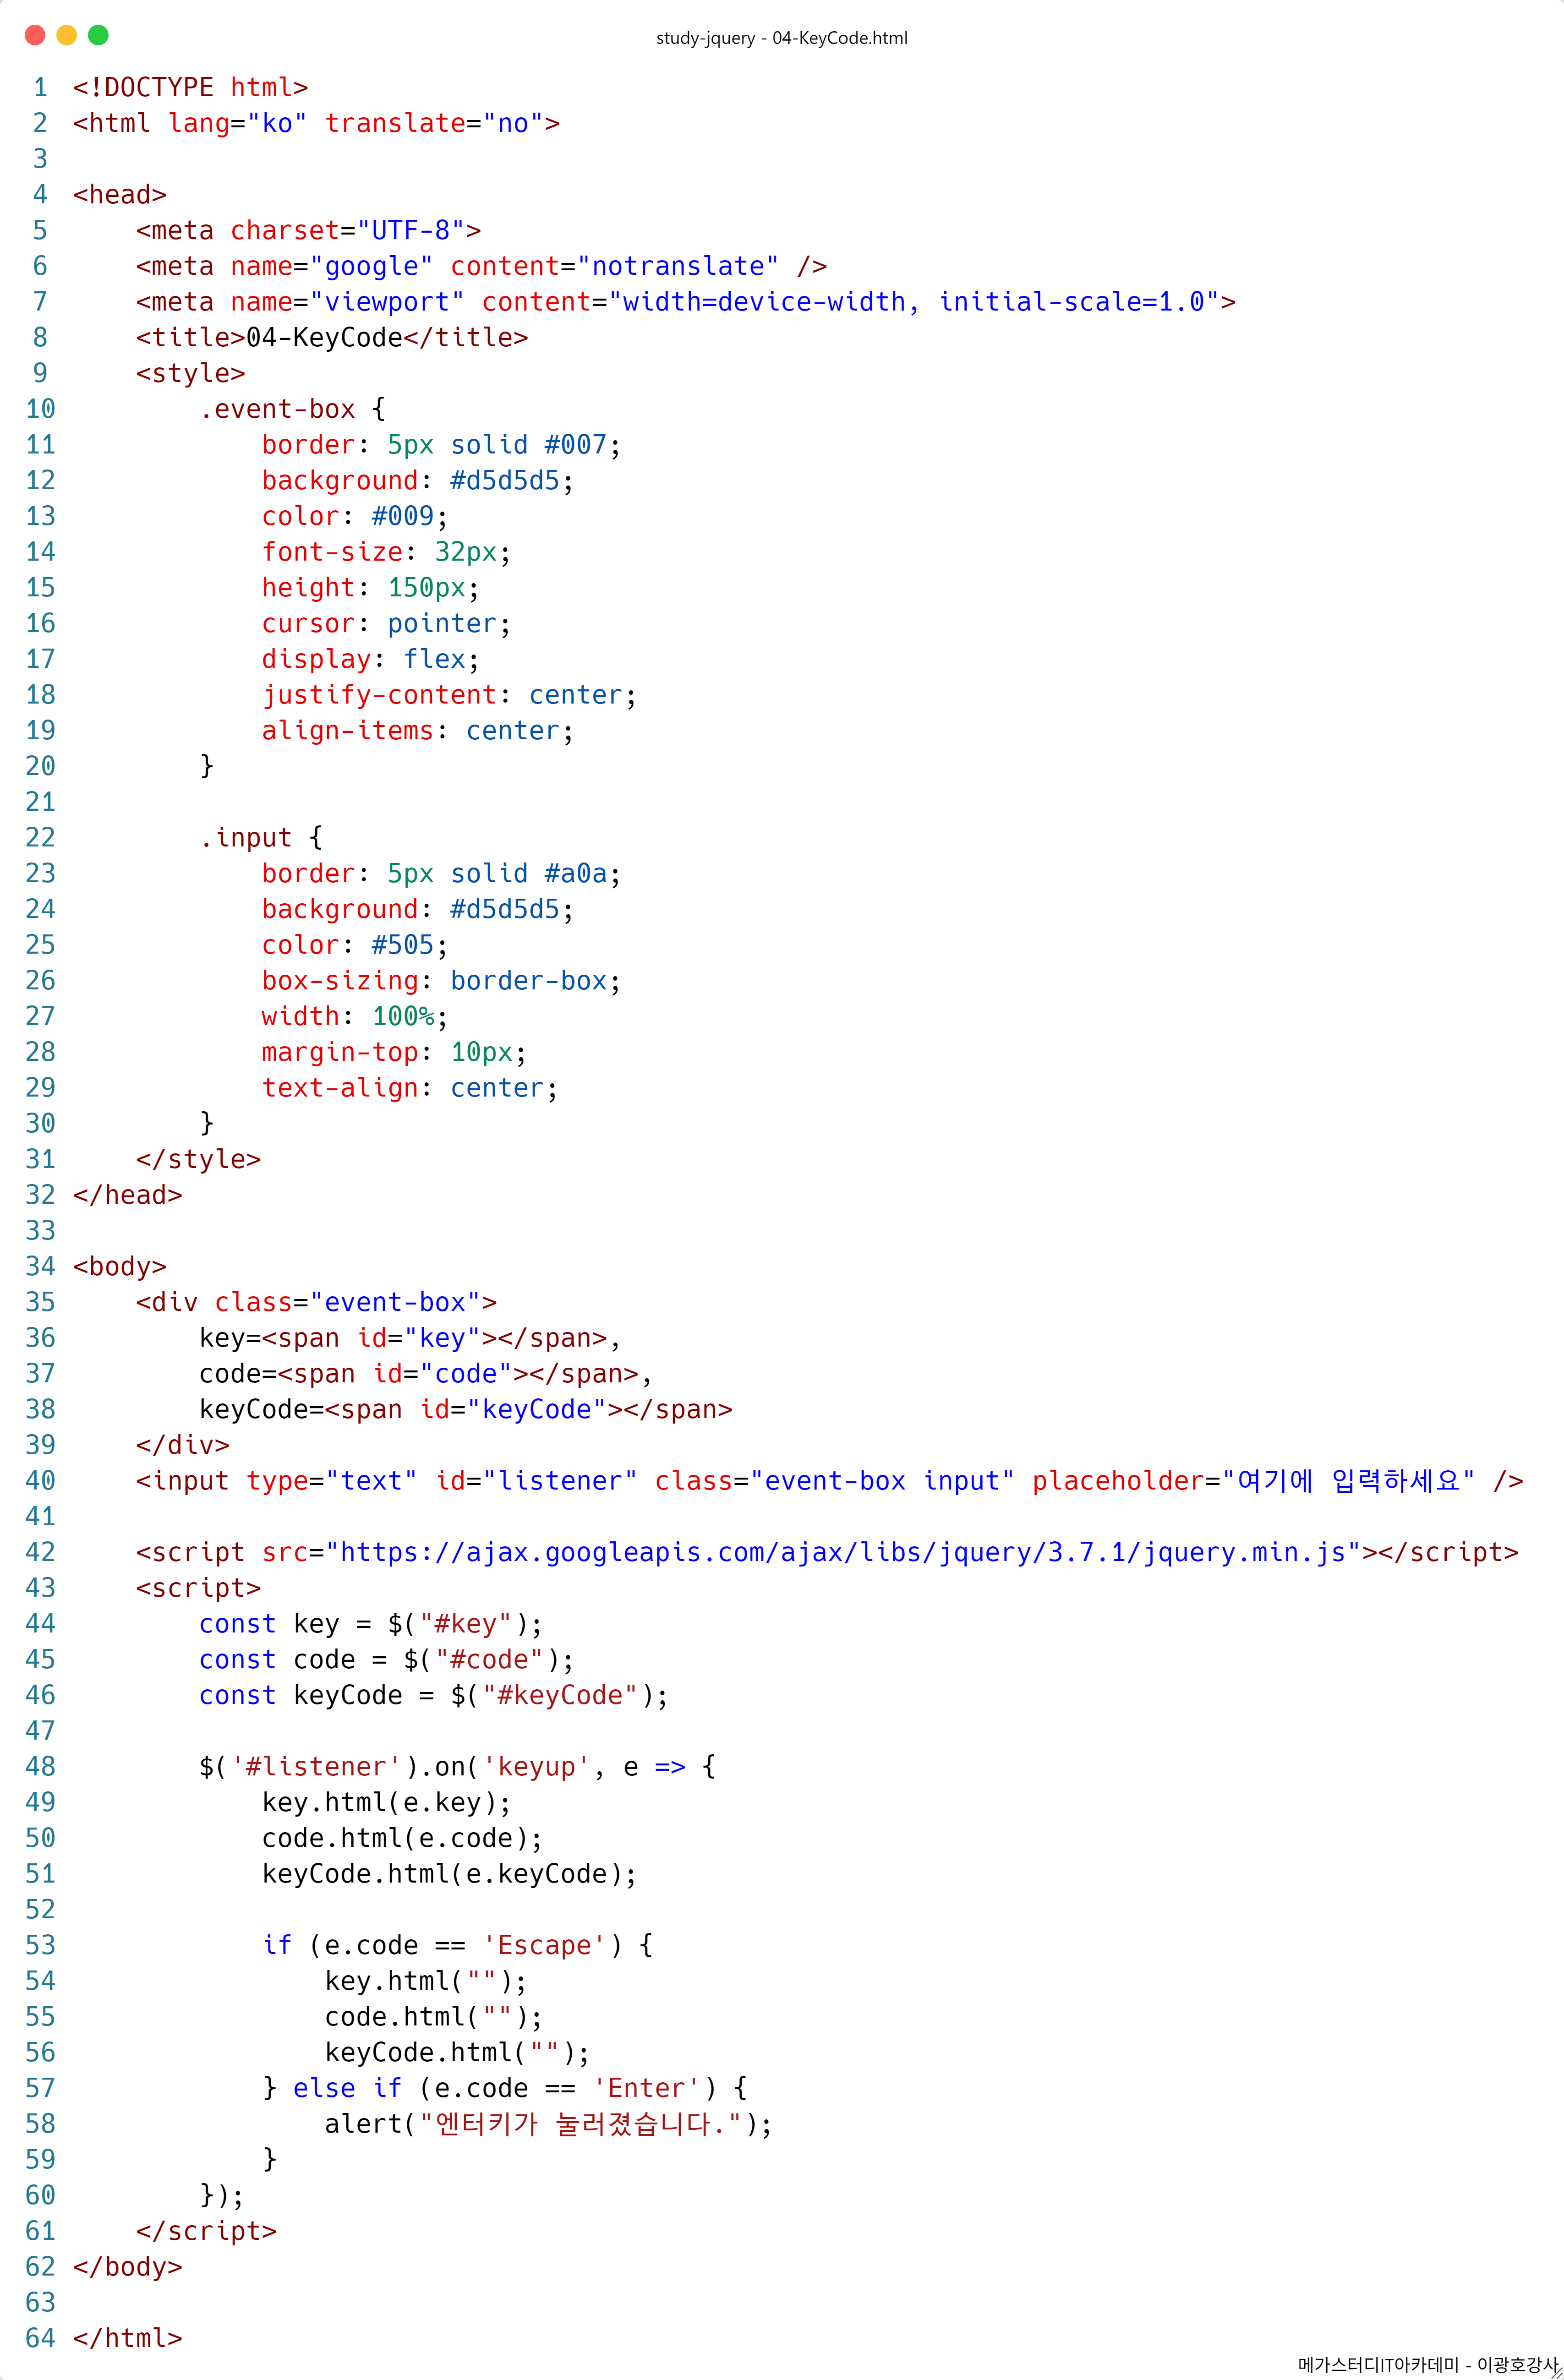 study-jquery - 04-KeyCode.html
1 <!DOCTYPE html>
2 <html lang="ko" translate="no">
3
4 <head>
5     <meta charset="UTF-8">
6     <meta name="google" content="notranslate" />
7     <meta name="viewport" content="width=device-width, initial-scale=1.0">
8     <title>04-KeyCode</title>
9     <style>
10         .event-box {
11             border: 5px solid #007;
12             background: #d5d5d5;
13             color: #009;
14             font-size: 32px;
15             height: 150px;
16             cursor: pointer;
17             display: flex;
18             justify-content: center;
19             align-items: center;
20         }
21
22         .input {
23             border: 5px solid #a0a;
24             background: #d5d5d5;
25             color: #505;
26             box-sizing: border-box;
27             width: 100%;
28             margin-top: 10px;
29             text-align: center;
30         }
31     </style>
32 </head>
33
34 <body>
35     <div class="event-box">
36         key=<span id="key"></span>,
37         code=<span id="code"></span>,
38         keyCode=<span id="keyCode"></span>
39     </div>
40     <input type="text" id="listener" class="event-box input" placeholder="여기에 입력하세요" />
41
42     <script src="https://ajax.googleapis.com/ajax/libs/jquery/3.7.1/jquery.min.js"></script>
43     <script>
44         const key = $("#key");
45         const code = $("#code");
46         const keyCode = $("#keyCode");
47
48         $('#listener').on('keyup', e => {
49             key.html(e.key);
50             code.html(e.code);
51             keyCode.html(e.keyCode);
52
53             if (e.code == 'Escape') {
54                 key.html("");
55                 code.html("");
56                 keyCode.html("");
57             } else if (e.code == 'Enter') {
58                 alert("엔터키가 눌러졌습니다.");
59             }
60         });
61     </script>
62 </body>
63
64 </html>
메가스터디IT아카데미 - 이광호강사